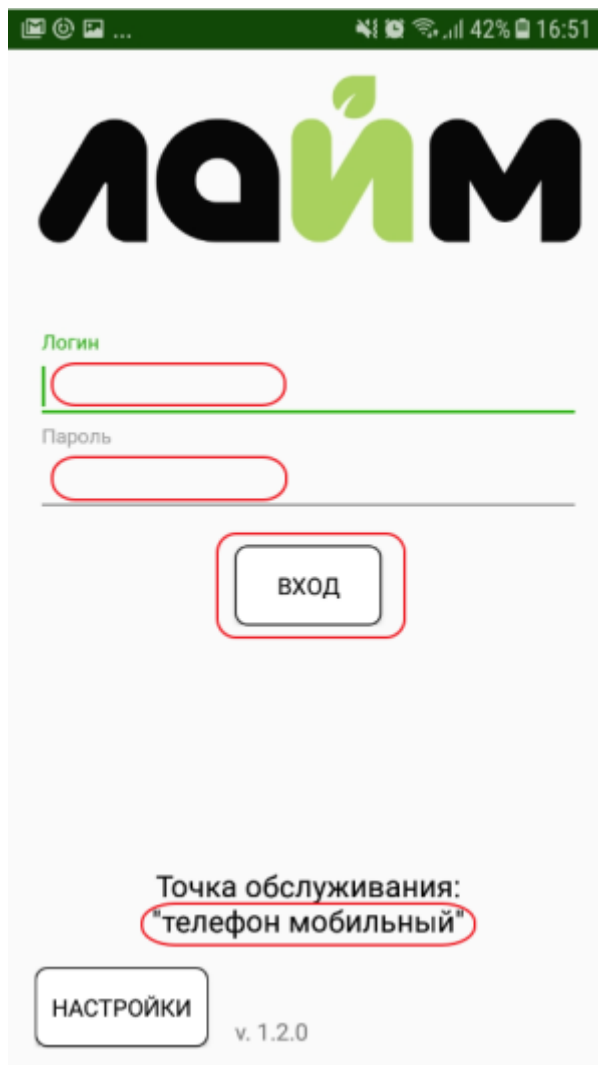 ... 42% 16:51
лайм
Логин
Пароль
ВХОД
Точка обслуживания:
"телефон мобильный"
НАСТРОЙКИ
v. 1.2.0